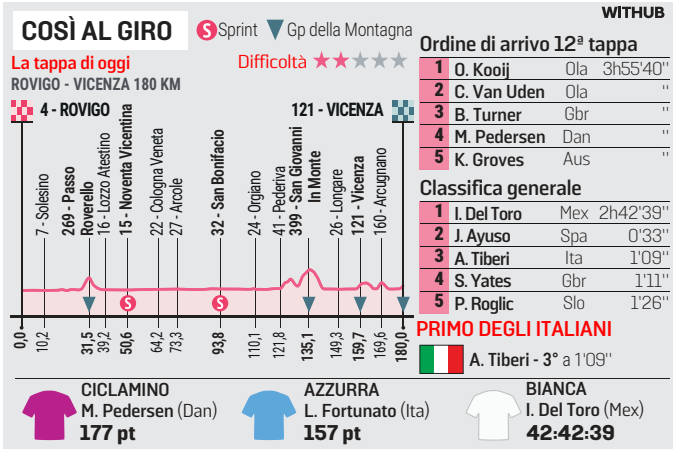 WITHUB
COSÌ AL GIRO
S Sprint
Gp della Montagna
La tappa di oggi
Difficoltà
ROVIGO - VICENZA 180 KM
4 - ROVIGO
121 - VICENZA
7 - Solesino
269 - Passo Roverello
16 - Lozzo Atestino
15 - Noventa Vicentina
22 - Cologna Veneta
27 - Arcole
32 - San Bonifacio
24 - Orgiano
41 - Pederiva
399 - San Giovanni In Monte
26 - Longare
121 - Vicenza
160 - Arcugnano
S
S
0,0
10,2
31,5
39,2
50,6
64,2
73,3
93,8
110,1
121,8
135,1
149,3
159,7
169,6
180,0
Ordine di arrivo 12ª tappa
1 O. Kooij Ola 3h55'40''
2 C. Van Uden Ola ''
3 B. Turner Gbr ''
4 M. Pedersen Dan ''
5 K. Groves Aus ''
Classifica generale
1 I. Del Toro Mex 2h42'39''
2 J. Ayuso Spa 0'33''
3 A. Tiberi Ita 1'09''
4 S. Yates Gbr 1'11''
5 P. Roglic Slo 1'26''
PRIMO DEGLI ITALIANI
A. Tiberi - 3° a 1'09''
CICLAMINO
M. Pedersen (Dan)
177 pt
AZZURRA
L. Fortunato (Ita)
157 pt
BIANCA
I. Del Toro (Mex)
42:42:39